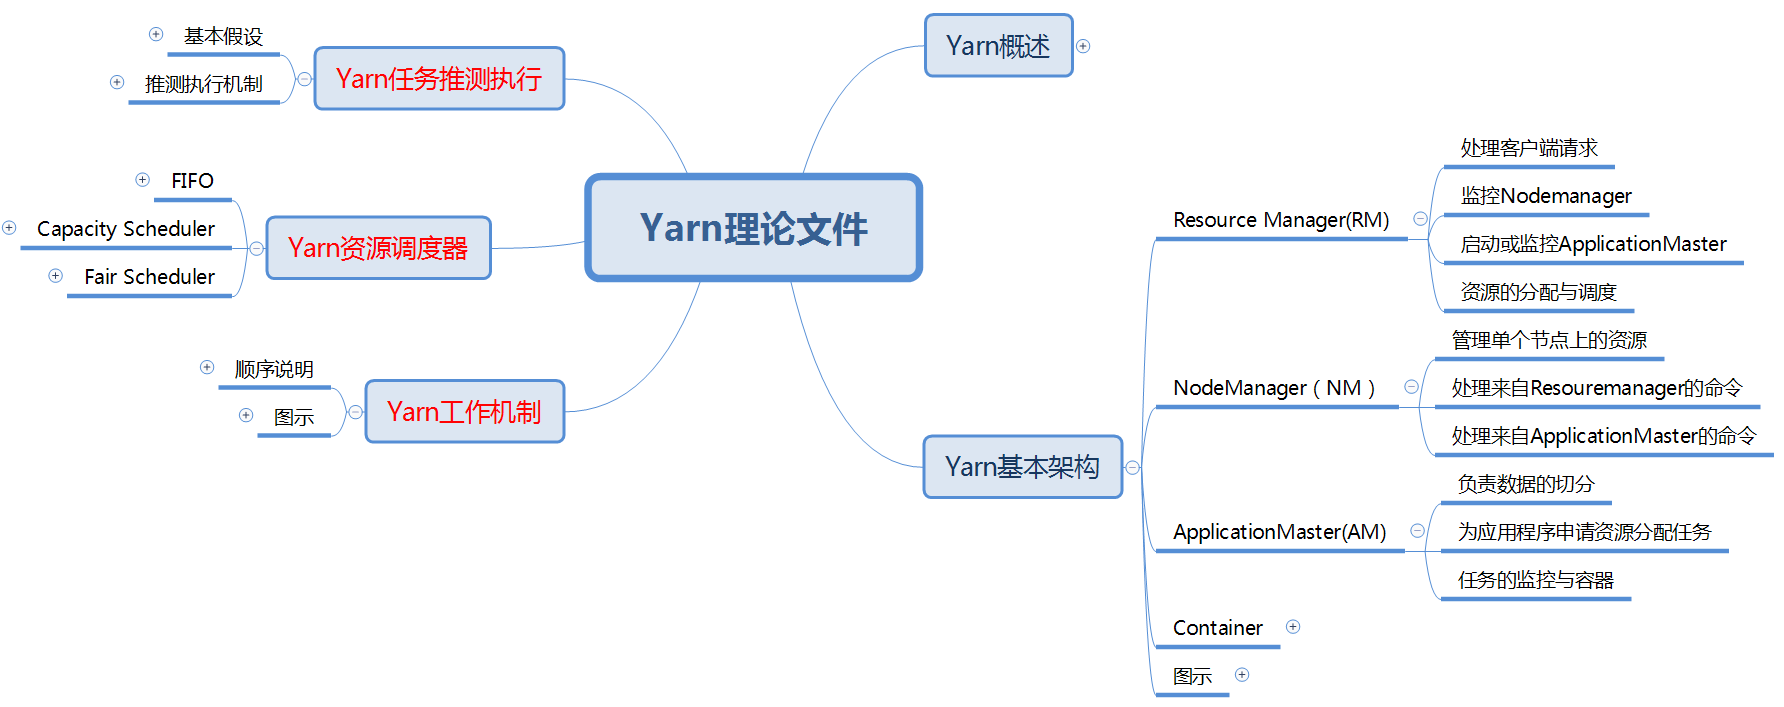 Yarn理论文件
Yarn概述
Yarn基本架构
Resource Manager(RM)
处理客户端请求
监控Nodemanager
启动或监控ApplicationMaster
资源的分配与调度
NodeManager（NM）
管理单个节点上的资源
处理来自Resouremanager的命令
处理来自ApplicationMaster的命令
ApplicationMaster(AM)
负责数据的切分
为应用程序申请资源分配任务
任务的监控与容器
Container
图示
Yarn任务推测执行
基本假设
推测执行机制
Yarn资源调度器
FIFO
Capacity Scheduler
Fair Scheduler
Yarn工作机制
顺序说明
图示